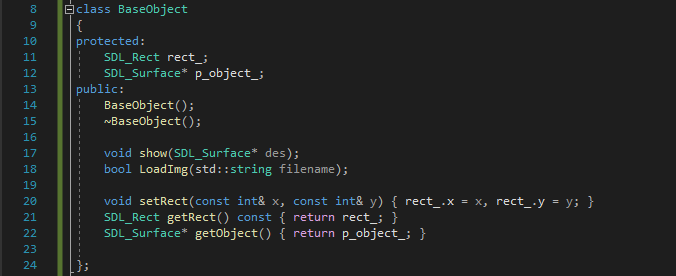 8 class BaseObject
9 {
10 protected:
11     SDL_Rect rect_;
12     SDL_Surface* p_object_;
13 public:
14     BaseObject();
15     ~BaseObject();
16
17     void show(SDL_Surface* des);
18     bool LoadImg(std::string filename);
19
20     void setRect(const int& x, const int& y) { rect_.x = x, rect_.y = y; }
21     SDL_Rect getRect() const { return rect_; }
22     SDL_Surface* getObject() { return p_object_; }
23
24 };